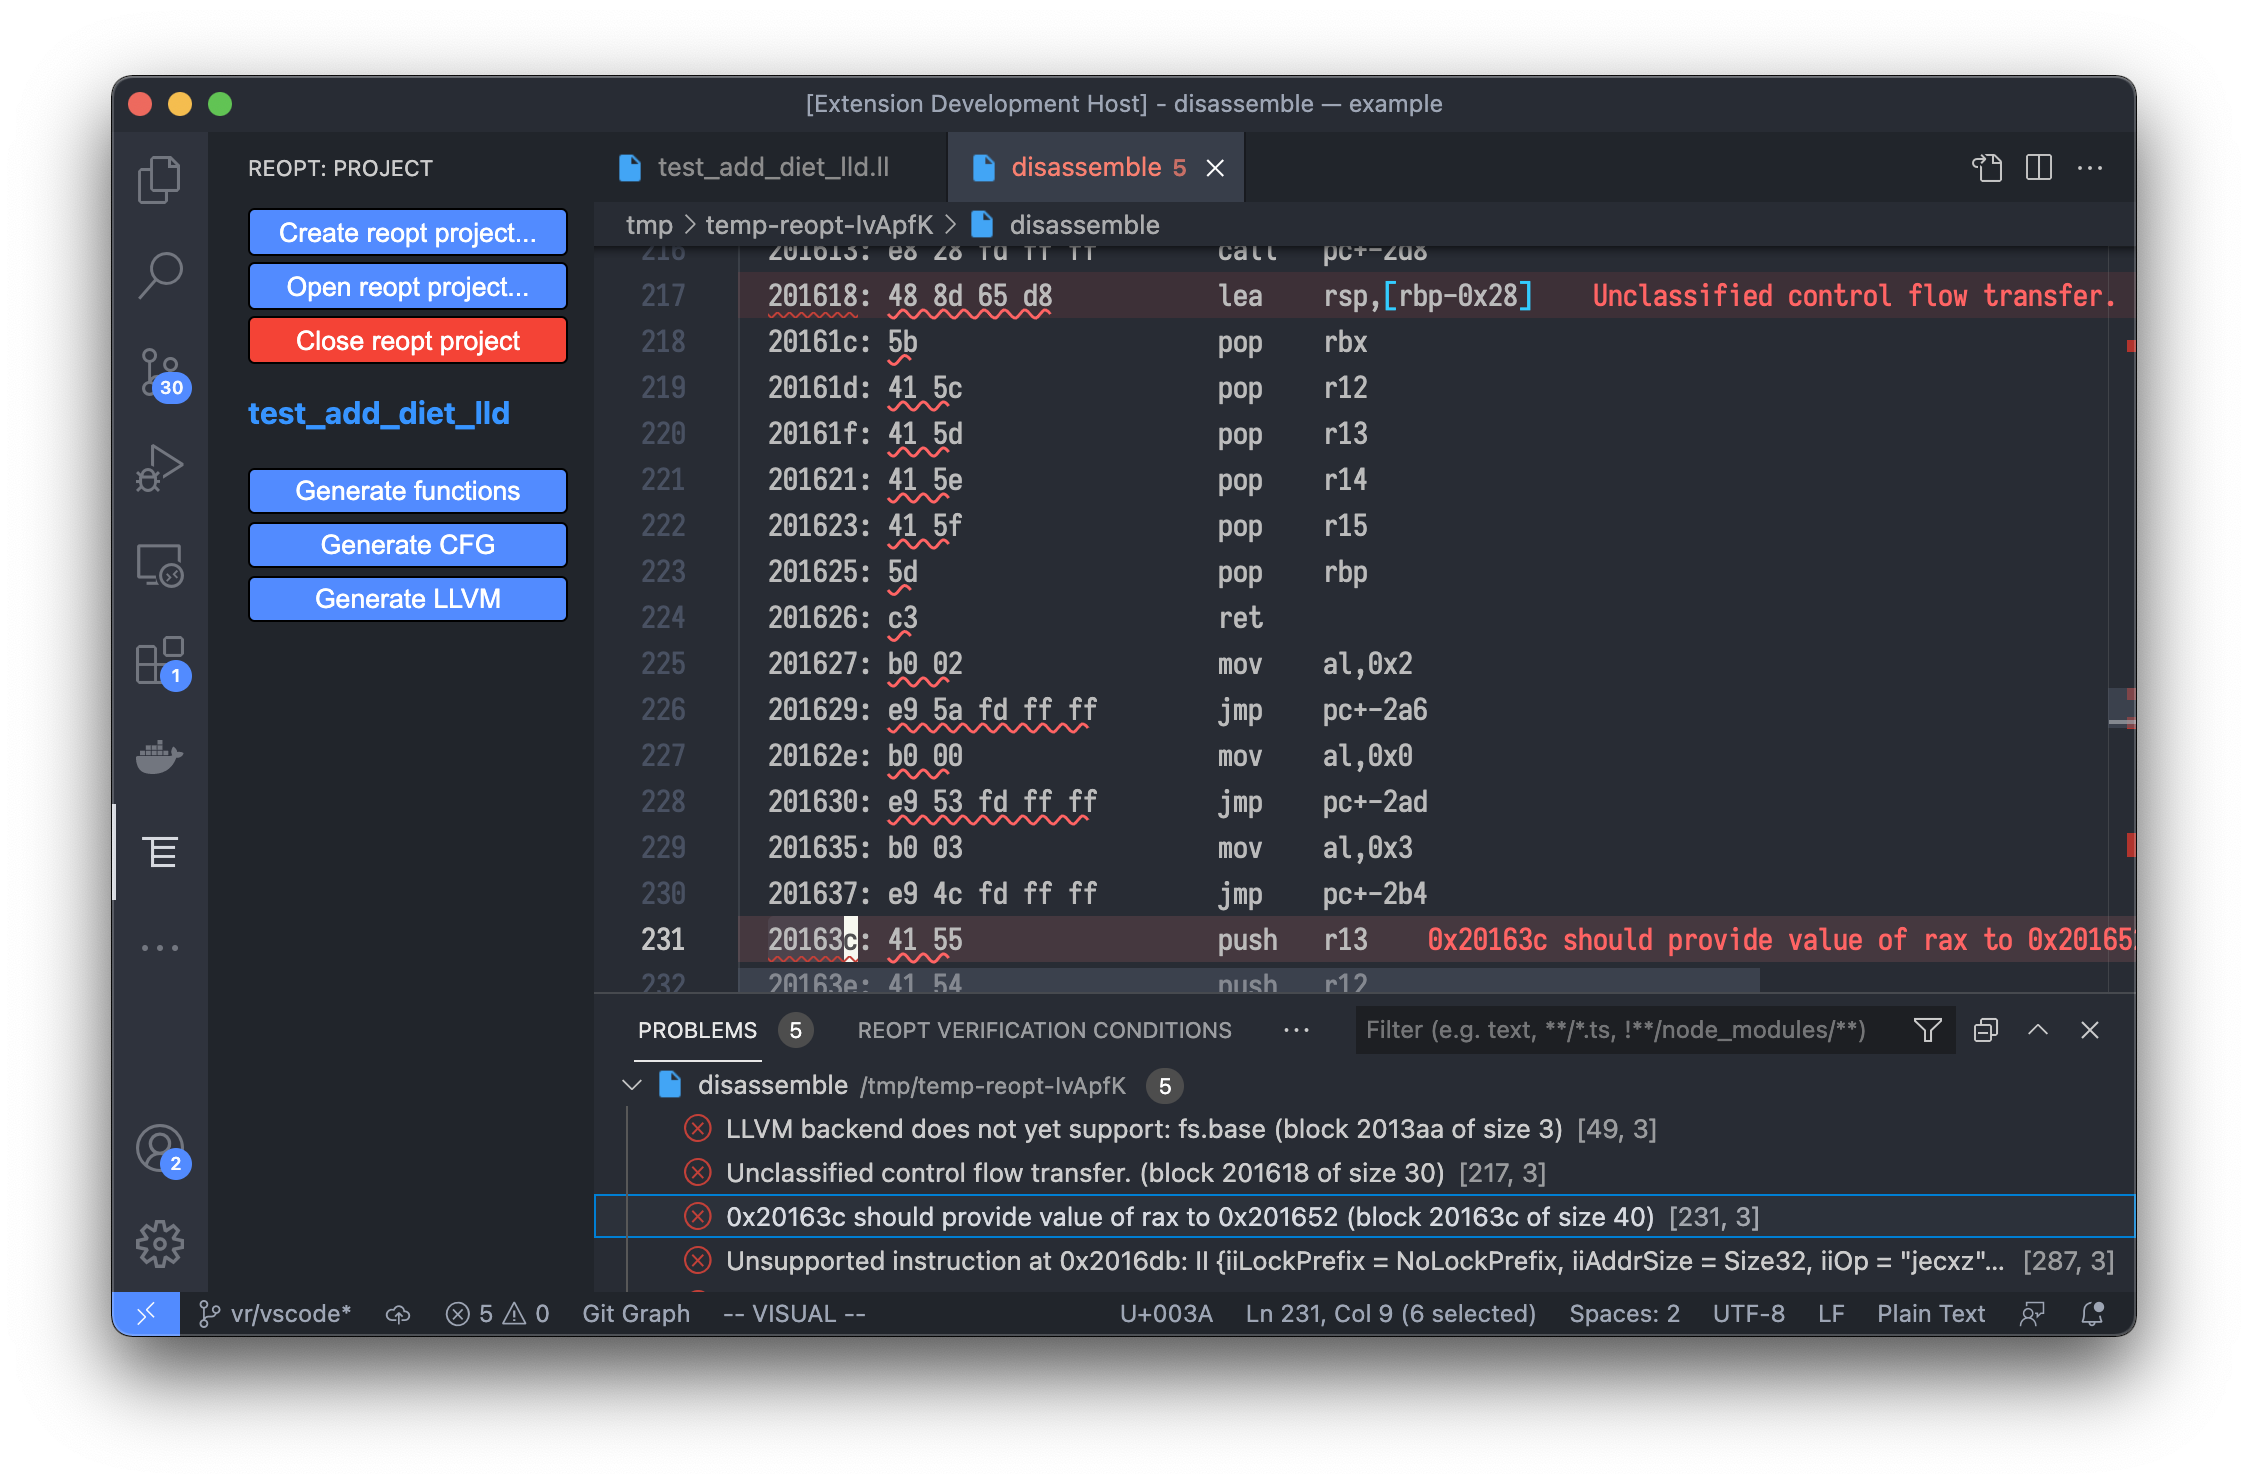 [Extension Development Host] - disassemble — example
REOPT: PROJECT
Create reopt project...
Open reopt project...
Close reopt project
test_add_diet_lld
Generate functions
Generate CFG
Generate LLVM
30
1
2
test_add_diet_lld.ll
disassemble 5
tmp > temp-reopt-IvApfK > disassemble
216 201613: e8 28 fd ff ff call pc+-2d8
217 201618: 48 8d 65 d8 lea rsp,[rbp-0x28] Unclassified control flow transfer.
218 20161c: 5b pop rbx
219 20161d: 41 5c pop r12
220 20161f: 41 5d pop r13
221 201621: 41 5e pop r14
222 201623: 41 5f pop r15
223 201625: 5d pop rbp
224 201626: c3 ret
225 201627: b0 02 mov al,0x2
226 201629: e9 5a fd ff ff jmp pc+-2a6
227 20162e: b0 00 mov al,0x0
228 201630: e9 53 fd ff ff jmp pc+-2ad
229 201635: b0 03 mov al,0x3
230 201637: e9 4c fd ff ff jmp pc+-2b4
231 20163c: 41 55 push r13 0x20163c should provide value of rax to 0x201652
232 20163e: 41 54 push r12
PROBLEMS 5 REOPT VERIFICATION CONDITIONS ... Filter (e.g. text, **/*.ts, !**/node_modules/**)
disassemble /tmp/temp-reopt-IvApfK 5
LLVM backend does not yet support: fs.base (block 2013aa of size 3) [49, 3]
Unclassified control flow transfer. (block 201618 of size 30) [217, 3]
0x20163c should provide value of rax to 0x201652 (block 20163c of size 40) [231, 3]
Unsupported instruction at 0x2016db: II {iiLockPrefix = NoLockPrefix, iiAddrSize = Size32, iiOp = "jecxz"... [287, 3]
vr/vscode* 5 0 Git Graph -- VISUAL -- U+003A Ln 231, Col 9 (6 selected) Spaces: 2 UTF-8 LF Plain Text